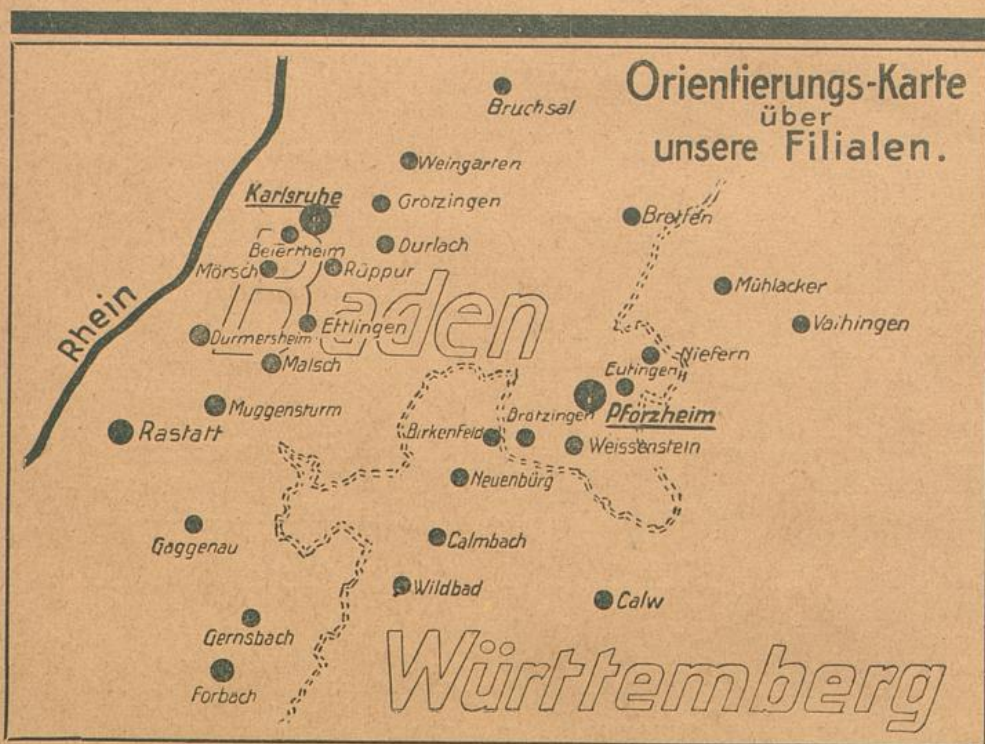 Orientierungs-Karte
über
unsere Filialen.
Bruchsal
Weingarten
Karlsruhe
Grötzingen
Bretten
Beiertheim
Durlach
Mörsch
Rüppur
Mühlacker
Baden
Rhein
Durmersheim
Ettlingen
Vaihingen
Malsch
Niefern
Eutingen
Muggensturm
Brötzingen
Pforzheim
Rastatt
Birkenfeld
Weissenstein
Neuenbürg
Gaggenau
Calmbach
Wildbad
Calw
Gernsbach
Württemberg
Forbach